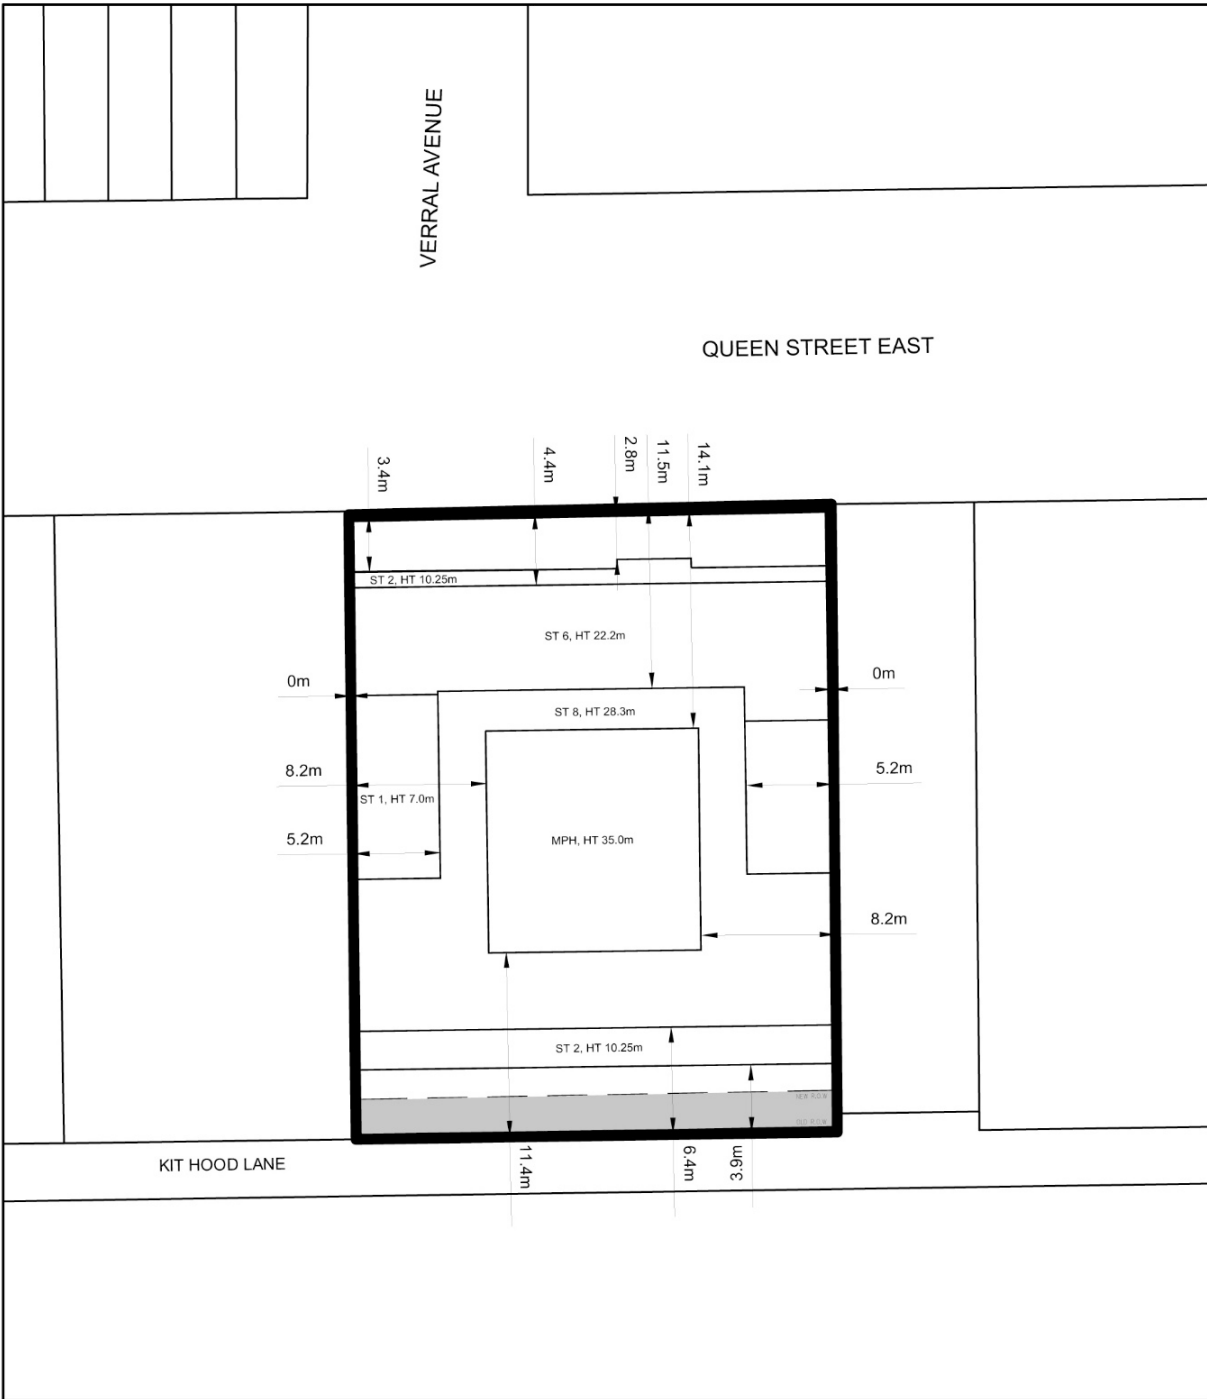 VERRAL AVENUE
QUEEN STREET EAST
3.4m
4.4m
2.8m
11.5m
14.1m
ST 2, HT 10.25m
ST 6, HT 22.2m
0m
0m
ST 8, HT 28.3m
8.2m
5.2m
ST 1, HT 7.0m
5.2m
MPH, HT 35.0m
8.2m
ST 2, HT 10.25m
NEW R.O.W
OLD R.O.W
KIT HOOD LANE
11.4m
6.4m
3.9m